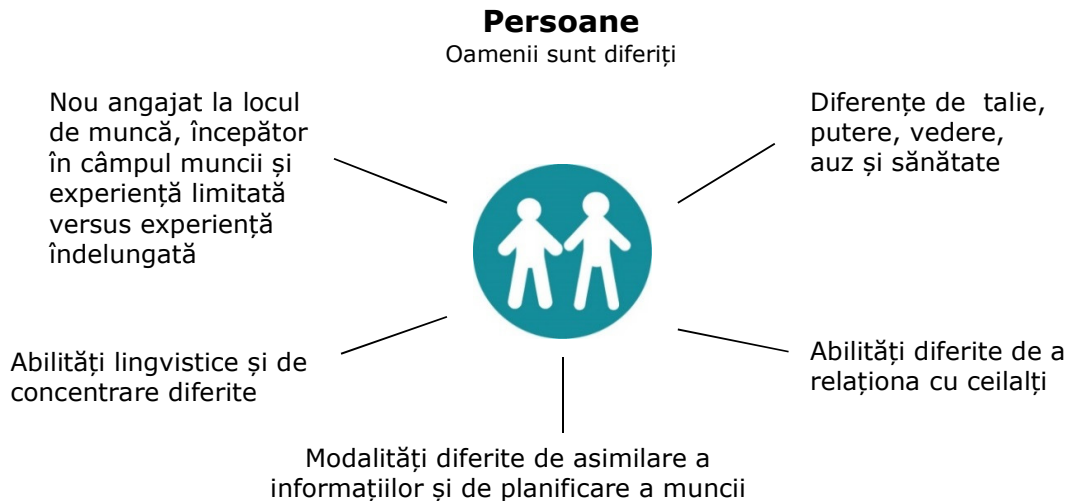 Persoane
Oamenii sunt diferiți
Nou angajat la locul
de muncă, începător
în câmpul muncii și
experiență limitată
versus experiență
îndelungată
Diferențe de talie,
putere, vedere,
auz și sănătate
Abilități lingvistice și de
concentrare diferite
Abilități diferite de a
relaționa cu ceilalți
Modalități diferite de asimilare a
informațiilor și de planificare a muncii